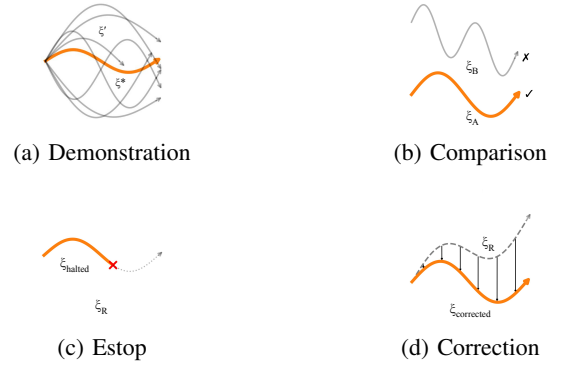 ξ'
ξ*
(a) Demonstration
ξB ✗
ξA ✓
(b) Comparison
ξhalted
ξR
(c) Estop
ξR
ξcorrected
(d) Correction